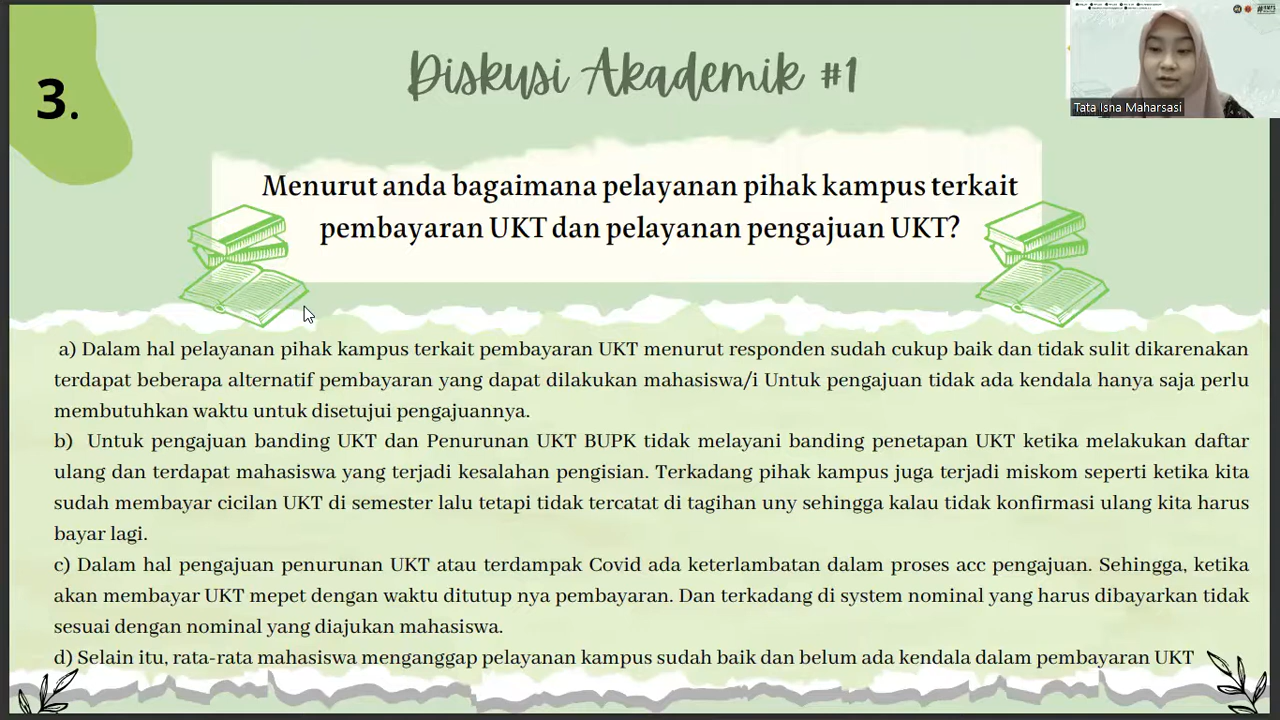 3.
Diskusi Akademik #1
Tata Isna Maharsasi
Menurut anda bagaimana pelayanan pihak kampus terkait
pembayaran UKT dan pelayanan pengajuan UKT?
a) Dalam hal pelayanan pihak kampus terkait pembayaran UKT menurut responden sudah cukup baik dan tidak sulit dikarenakan
terdapat beberapa alternatif pembayaran yang dapat dilakukan mahasiswa/i Untuk pengajuan tidak ada kendala hanya saja perlu
membutuhkan waktu untuk disetujui pengajuannya.
b) Untuk pengajuan banding UKT dan Penurunan UKT BUPK tidak melayani banding penetapan UKT ketika melakukan daftar
ulang dan terdapat mahasiswa yang terjadi kesalahan pengisian. Terkadang pihak kampus juga terjadi miskom seperti ketika kita
sudah membayar cicilan UKT di semester lalu tetapi tidak tercatat di tagihan uny sehingga kalau tidak konfirmasi ulang kita harus
bayar lagi.
c) Dalam hal pengajuan penurunan UKT atau terdampak Covid ada keterlambatan dalam proses acc pengajuan. Sehingga, ketika
akan membayar UKT mepet dengan waktu ditutup nya pembayaran. Dan terkadang di system nominal yang harus dibayarkan tidak
sesuai dengan nominal yang diajukan mahasiswa.
d) Selain itu, rata-rata mahasiswa menganggap pelayanan kampus sudah baik dan belum ada kendala dalam pembayaran UKT